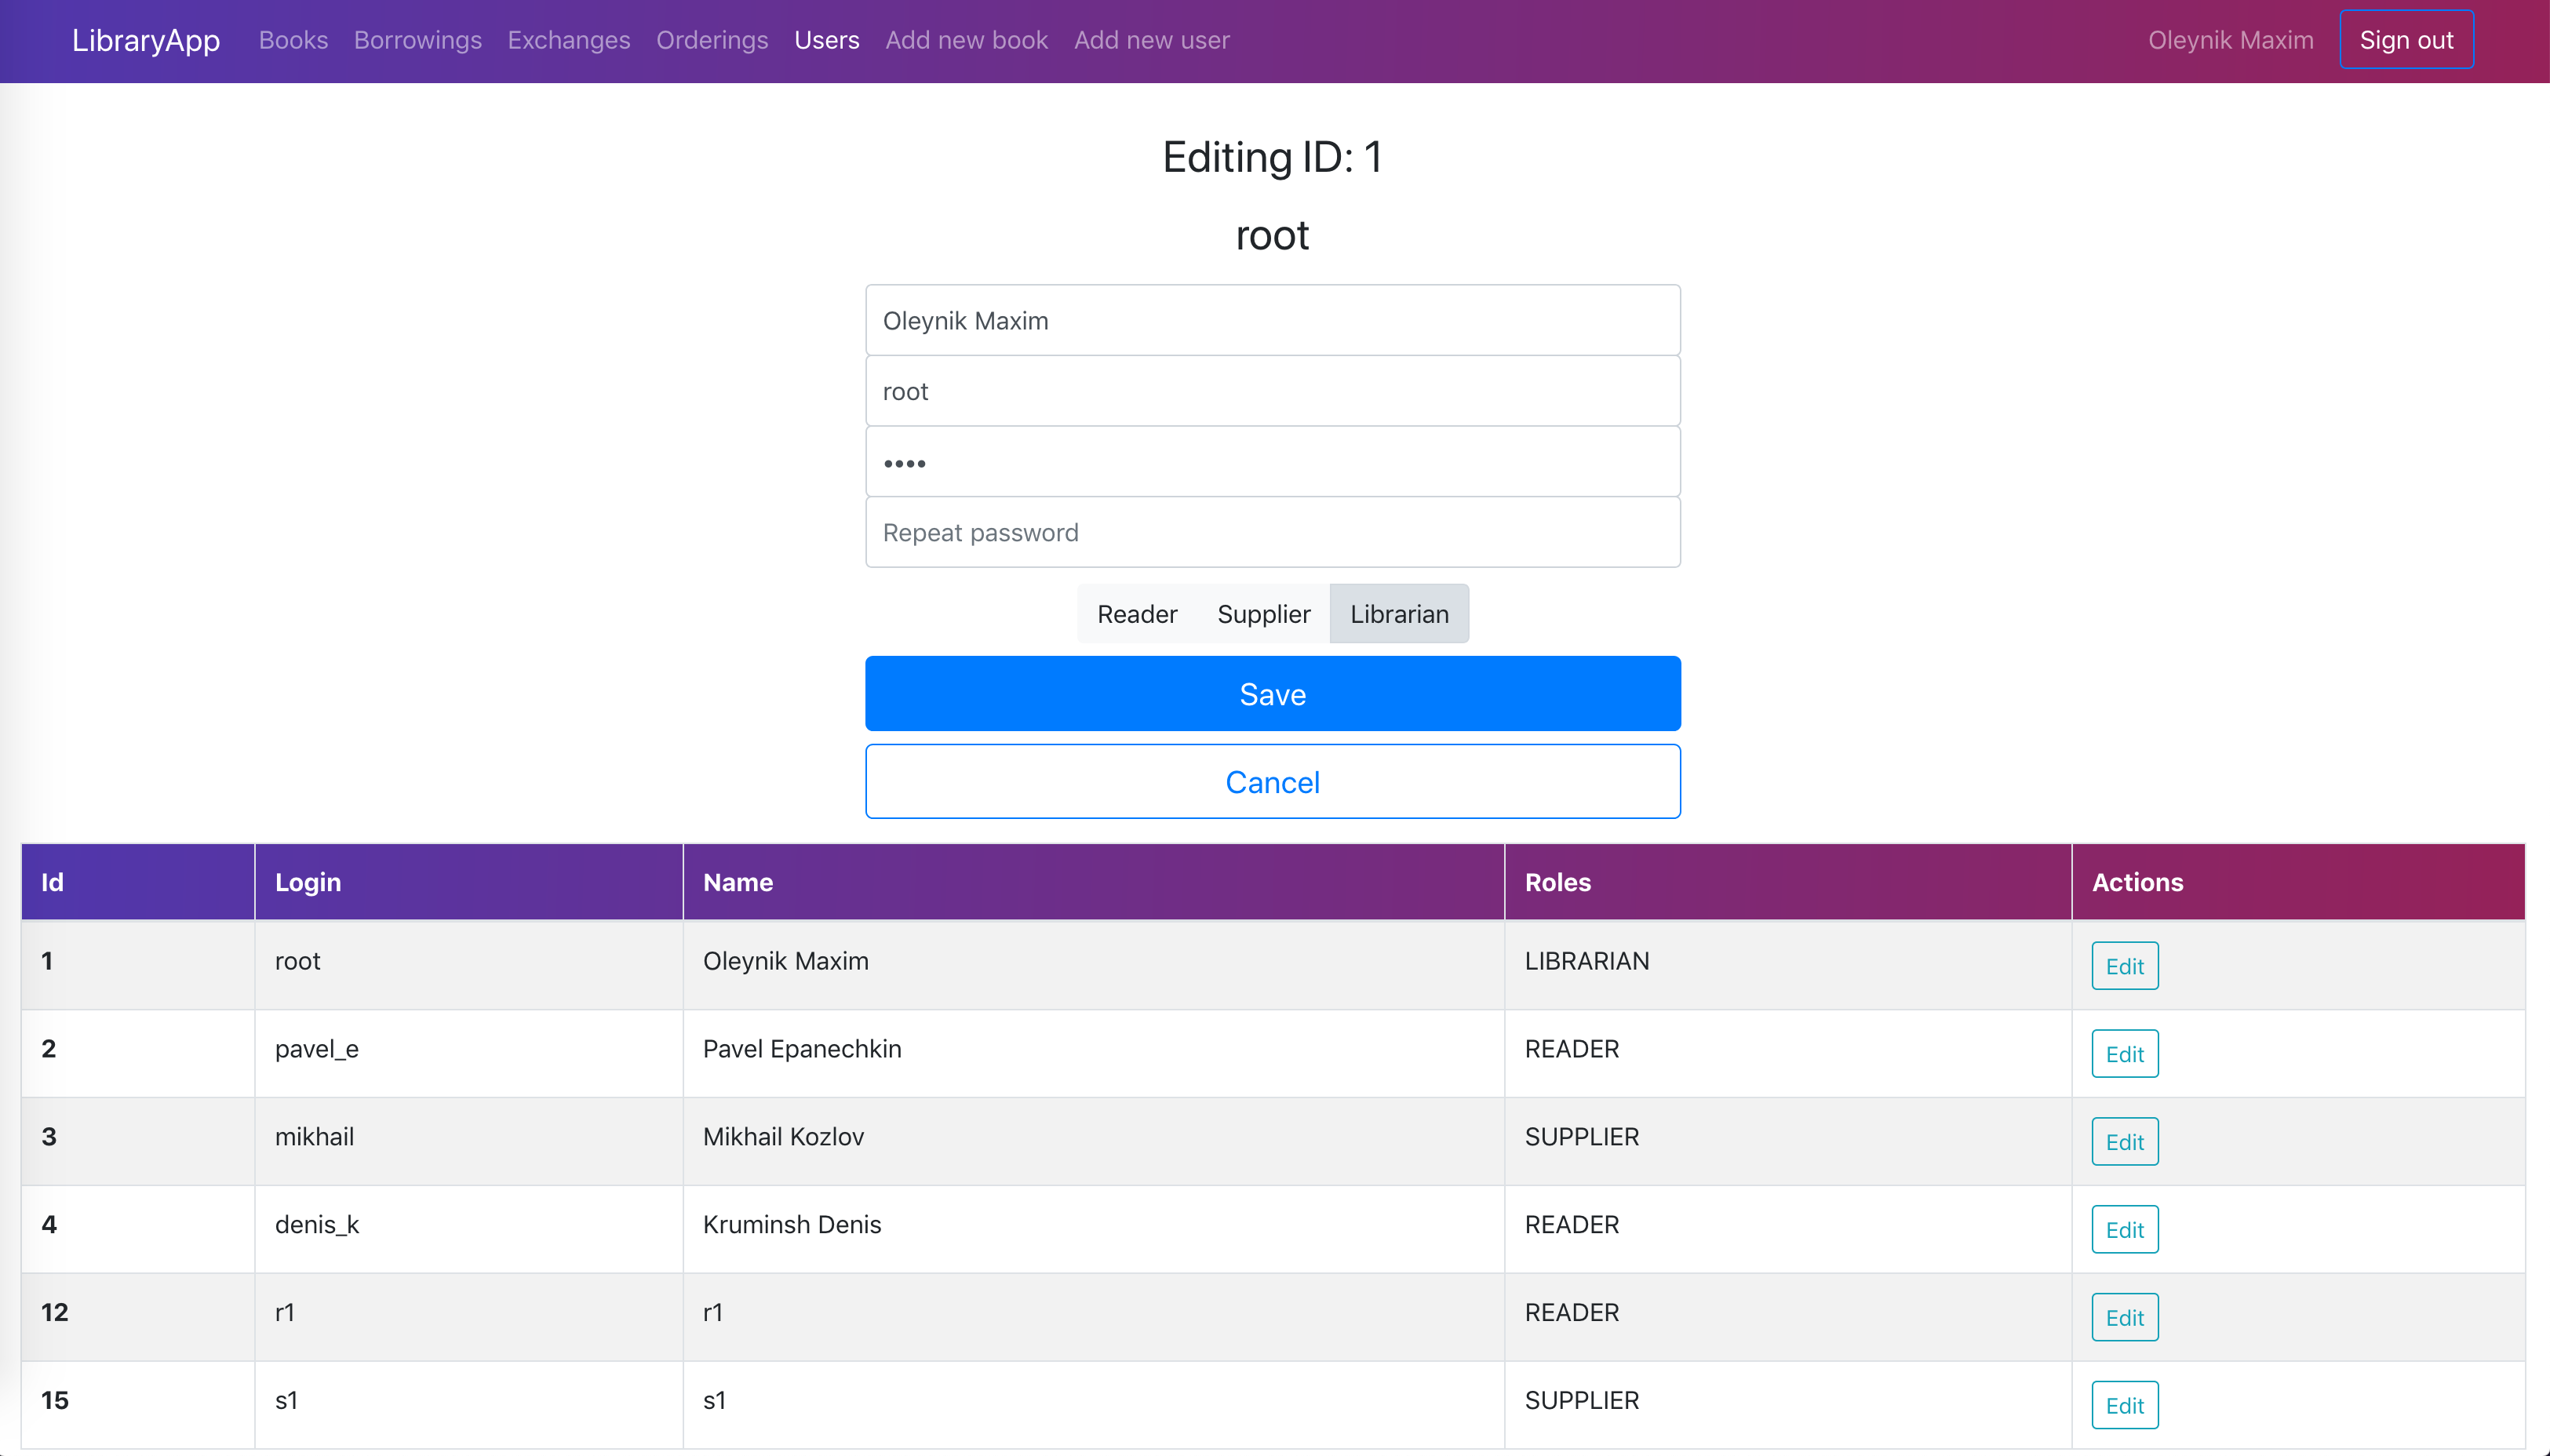 LibraryApp Books Borrowings Exchanges Orderings Users Add new book Add new user Oleynik Maxim Sign out
Editing ID: 1
root
Oleynik Maxim
root
••••
Repeat password
Reader Supplier Librarian
Save
Cancel
Id Login Name Roles Actions
1 root Oleynik Maxim LIBRARIAN Edit
2 pavel_e Pavel Epanechkin READER Edit
3 mikhail Mikhail Kozlov SUPPLIER Edit
4 denis_k Kruminsh Denis READER Edit
12 r1 r1 READER Edit
15 s1 s1 SUPPLIER Edit